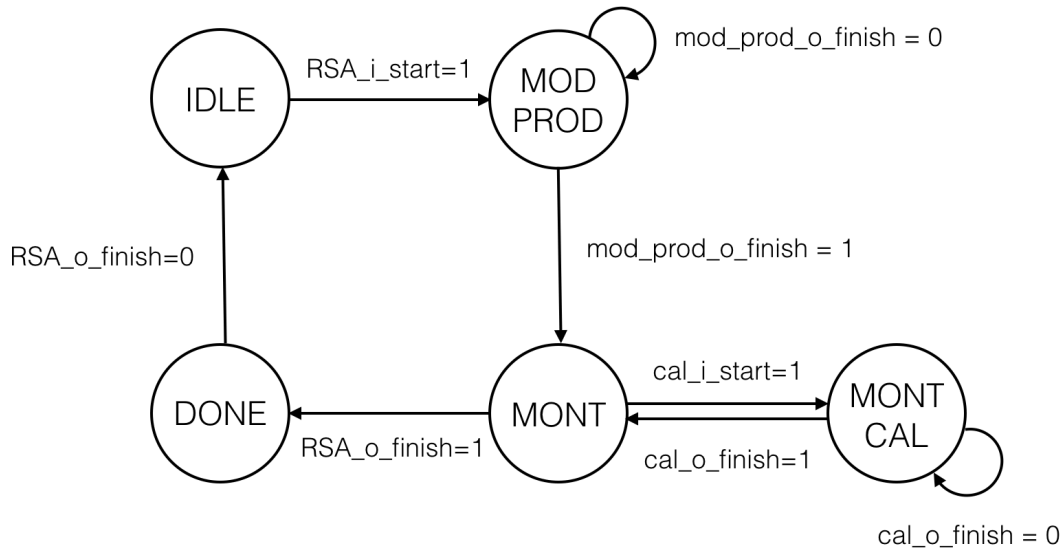 mod_prod_o_finish = 0
RSA_i_start=1
IDLE
MOD
PROD
RSA_o_finish=0
mod_prod_o_finish = 1
cal_i_start=1
DONE
MONT
MONT
CAL
RSA_o_finish=1
cal_o_finish=1
cal_o_finish = 0